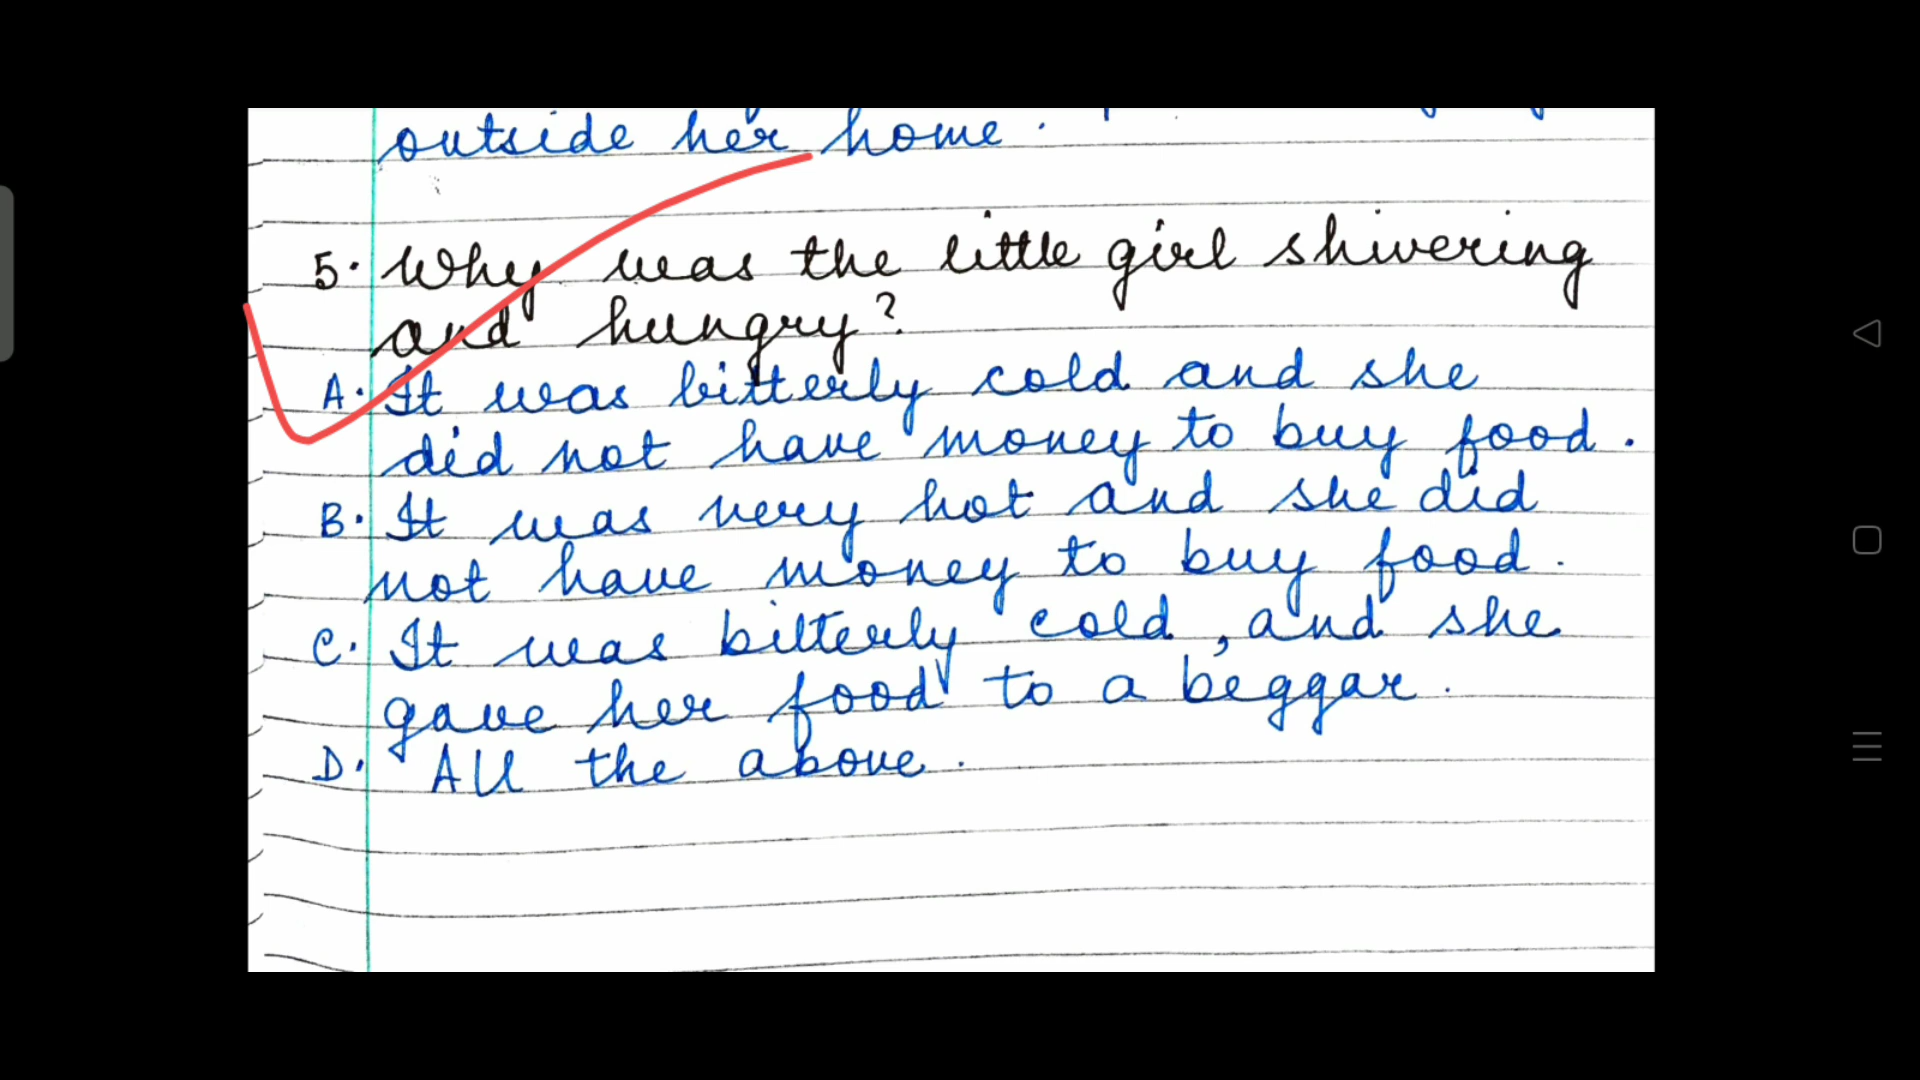 outside her home.
5. Why was the little girl shivering
and hungry?
A. It was bitterly cold and she
did not have money to buy food.
B. It was very hot and she did
not have money to buy food.
C. It was bitterly cold, and she
gave her food to a beggar.
D. All the above.